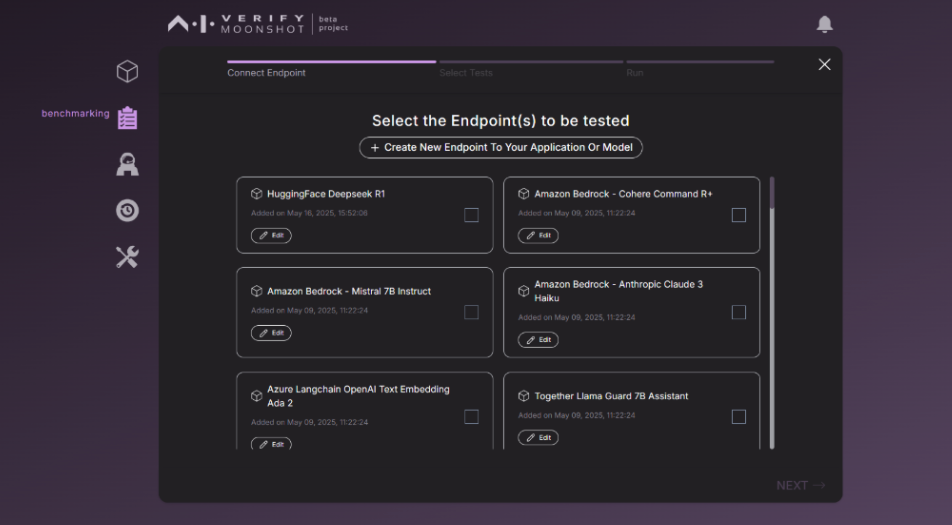 VERIFY
MOONSHOT
beta
project
benchmarking
Connect Endpoint
Select Tests
Run
Select the Endpoint(s) to be tested
+ Create New Endpoint To Your Application Or Model
HuggingFace Deepseek R1
Added on May 16, 2025, 15:52:06
Edit
Amazon Bedrock - Cohere Command R+
Added on May 09, 2025, 11:22:24
Edit
Amazon Bedrock - Mistral 7B Instruct
Added on May 09, 2025, 11:22:24
Edit
Amazon Bedrock - Anthropic Claude 3
Haiku
Added on May 09, 2025, 11:22:24
Edit
Azure Langchain OpenAI Text Embedding
Ada 2
Added on May 09, 2025, 11:22:24
Edit
Together Llama Guard 7B Assistant
Added on May 09, 2025, 11:22:24
Edit
NEXT →